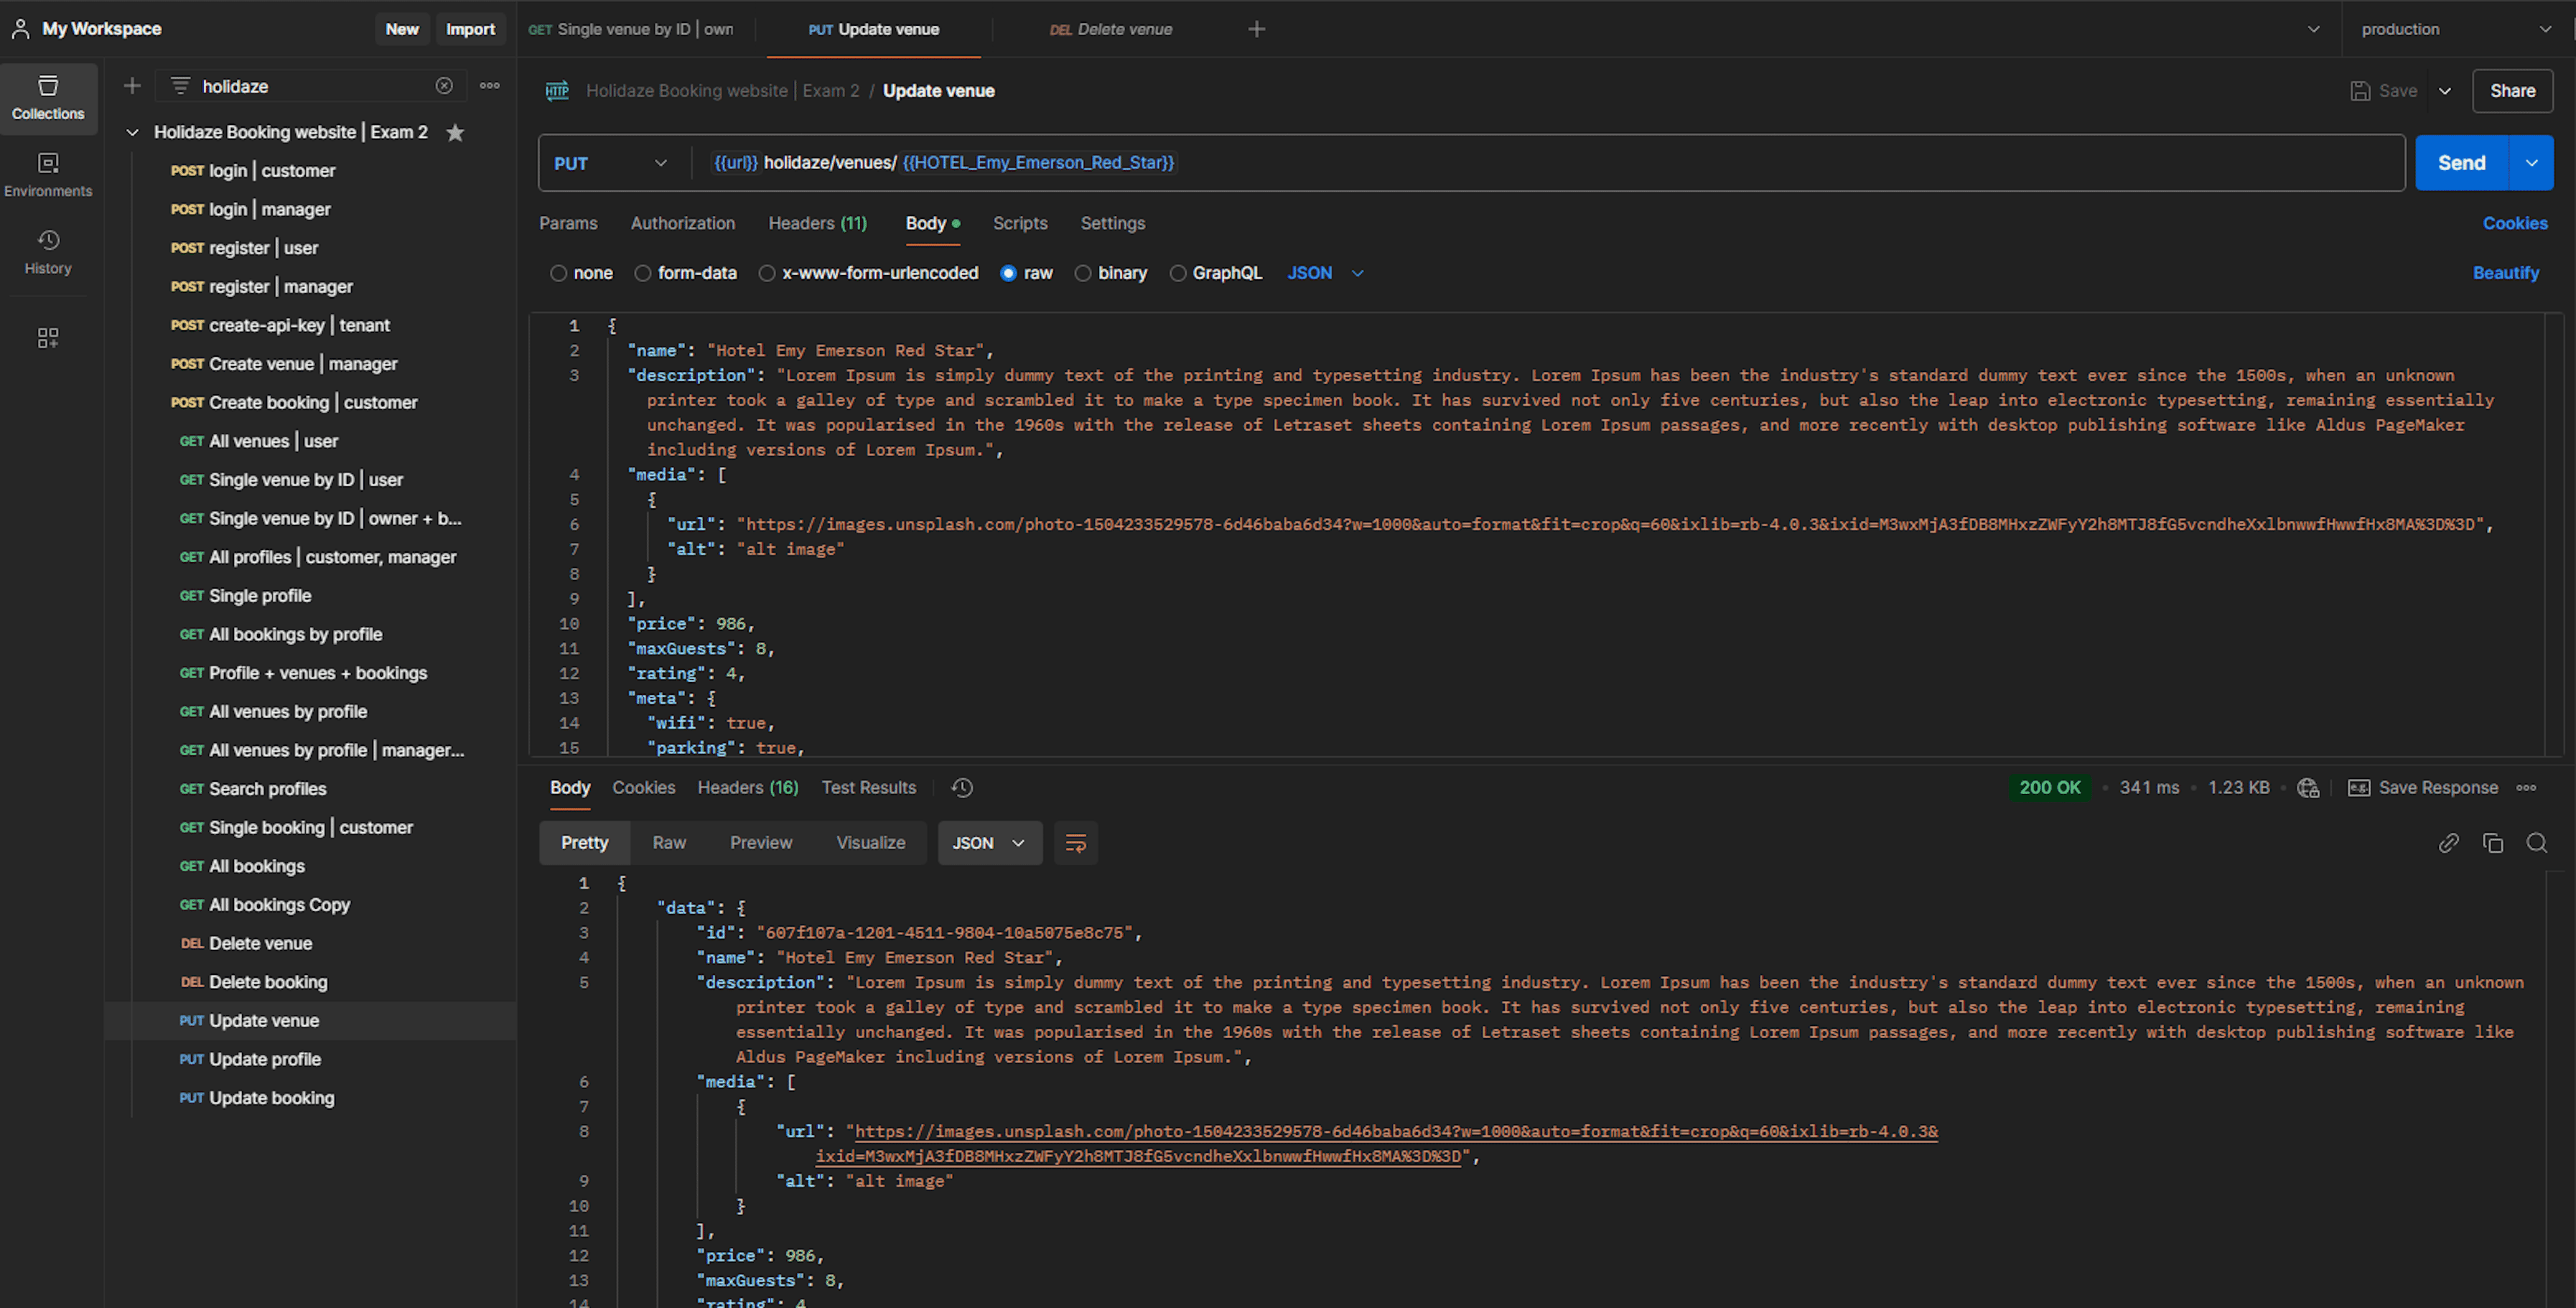 My Workspace
New
Import
GET Single venue by ID | own
PUT Update venue
DEL Delete venue
production
Collections
Environments
History
holidaze
Holidaze Booking website | Exam 2
POST login | customer
POST login | manager
POST register | user
POST register | manager
POST create-api-key | tenant
POST Create venue | manager
POST Create booking | customer
GET All venues | user
GET Single venue by ID | user
GET Single venue by ID | owner + b...
GET All profiles | customer, manager
GET Single profile
GET All bookings by profile
GET Profile + venues + bookings
GET All venues by profile
GET All venues by profile | manager...
GET Search profiles
GET Single booking | customer
GET All bookings
GET All bookings Copy
DEL Delete venue
DEL Delete booking
PUT Update venue
PUT Update profile
PUT Update booking
HTTP Holidaze Booking website | Exam 2 / Update venue
Save
Share
PUT {{url}} holidaze/venues/ {{HOTEL_Emy_Emerson_Red_Star}}
Send
Params Authorization Headers (11) Body Scripts Settings
Cookies
none form-data x-www-form-urlencoded raw binary GraphQL JSON
Beautify
1 {
2 "name": "Hotel Emy Emerson Red Star",
3 "description": "Lorem Ipsum is simply dummy text of the printing and typesetting industry. Lorem Ipsum has been the industry's standard dummy text ever since the 1500s, when an unknown
printer took a galley of type and scrambled it to make a type specimen book. It has survived not only five centuries, but also the leap into electronic typesetting, remaining essentially
unchanged. It was popularised in the 1960s with the release of Letraset sheets containing Lorem Ipsum passages, and more recently with desktop publishing software like Aldus PageMaker
including versions of Lorem Ipsum.",
4 "media": [
5 {
6 "url": "https://images.unsplash.com/photo-1504233529578-6d46baba6d34?w=1000&auto=format&fit=crop&q=60&ixlib=rb-4.0.3&ixid=M3wxMjA3fDB8MHxzZWFyY2h8MTJ8fG5vcndheXxlbnwwfHwwfHx8MA%3D%3D",
7 "alt": "alt image"
8 }
9 ],
10 "price": 986,
11 "maxGuests": 8,
12 "rating": 4,
13 "meta": {
14 "wifi": true,
15 "parking": true,
Body Cookies Headers (16) Test Results
200 OK • 341 ms • 1.23 KB
e.g. Save Response
Pretty Raw Preview Visualize JSON
1 {
2 "data": {
3 "id": "607f107a-1201-4511-9804-10a5075e8c75",
4 "name": "Hotel Emy Emerson Red Star",
5 "description": "Lorem Ipsum is simply dummy text of the printing and typesetting industry. Lorem Ipsum has been the industry's standard dummy text ever since the 1500s, when an unknown
printer took a galley of type and scrambled it to make a type specimen book. It has survived not only five centuries, but also the leap into electronic typesetting, remaining
essentially unchanged. It was popularised in the 1960s with the release of Letraset sheets containing Lorem Ipsum passages, and more recently with desktop publishing software like
Aldus PageMaker including versions of Lorem Ipsum.",
6 "media": [
7 {
8 "url": "https://images.unsplash.com/photo-1504233529578-6d46baba6d34?w=1000&auto=format&fit=crop&q=60&ixlib=rb-4.0.3&
ixid=M3wxMjA3fDB8MHxzZWFyY2h8MTJ8fG5vcndheXxlbnwwfHwwfHx8MA%3D%3D",
9 "alt": "alt image"
10 }
11 ],
12 "price": 986,
13 "maxGuests": 8,
14 "rating": 4